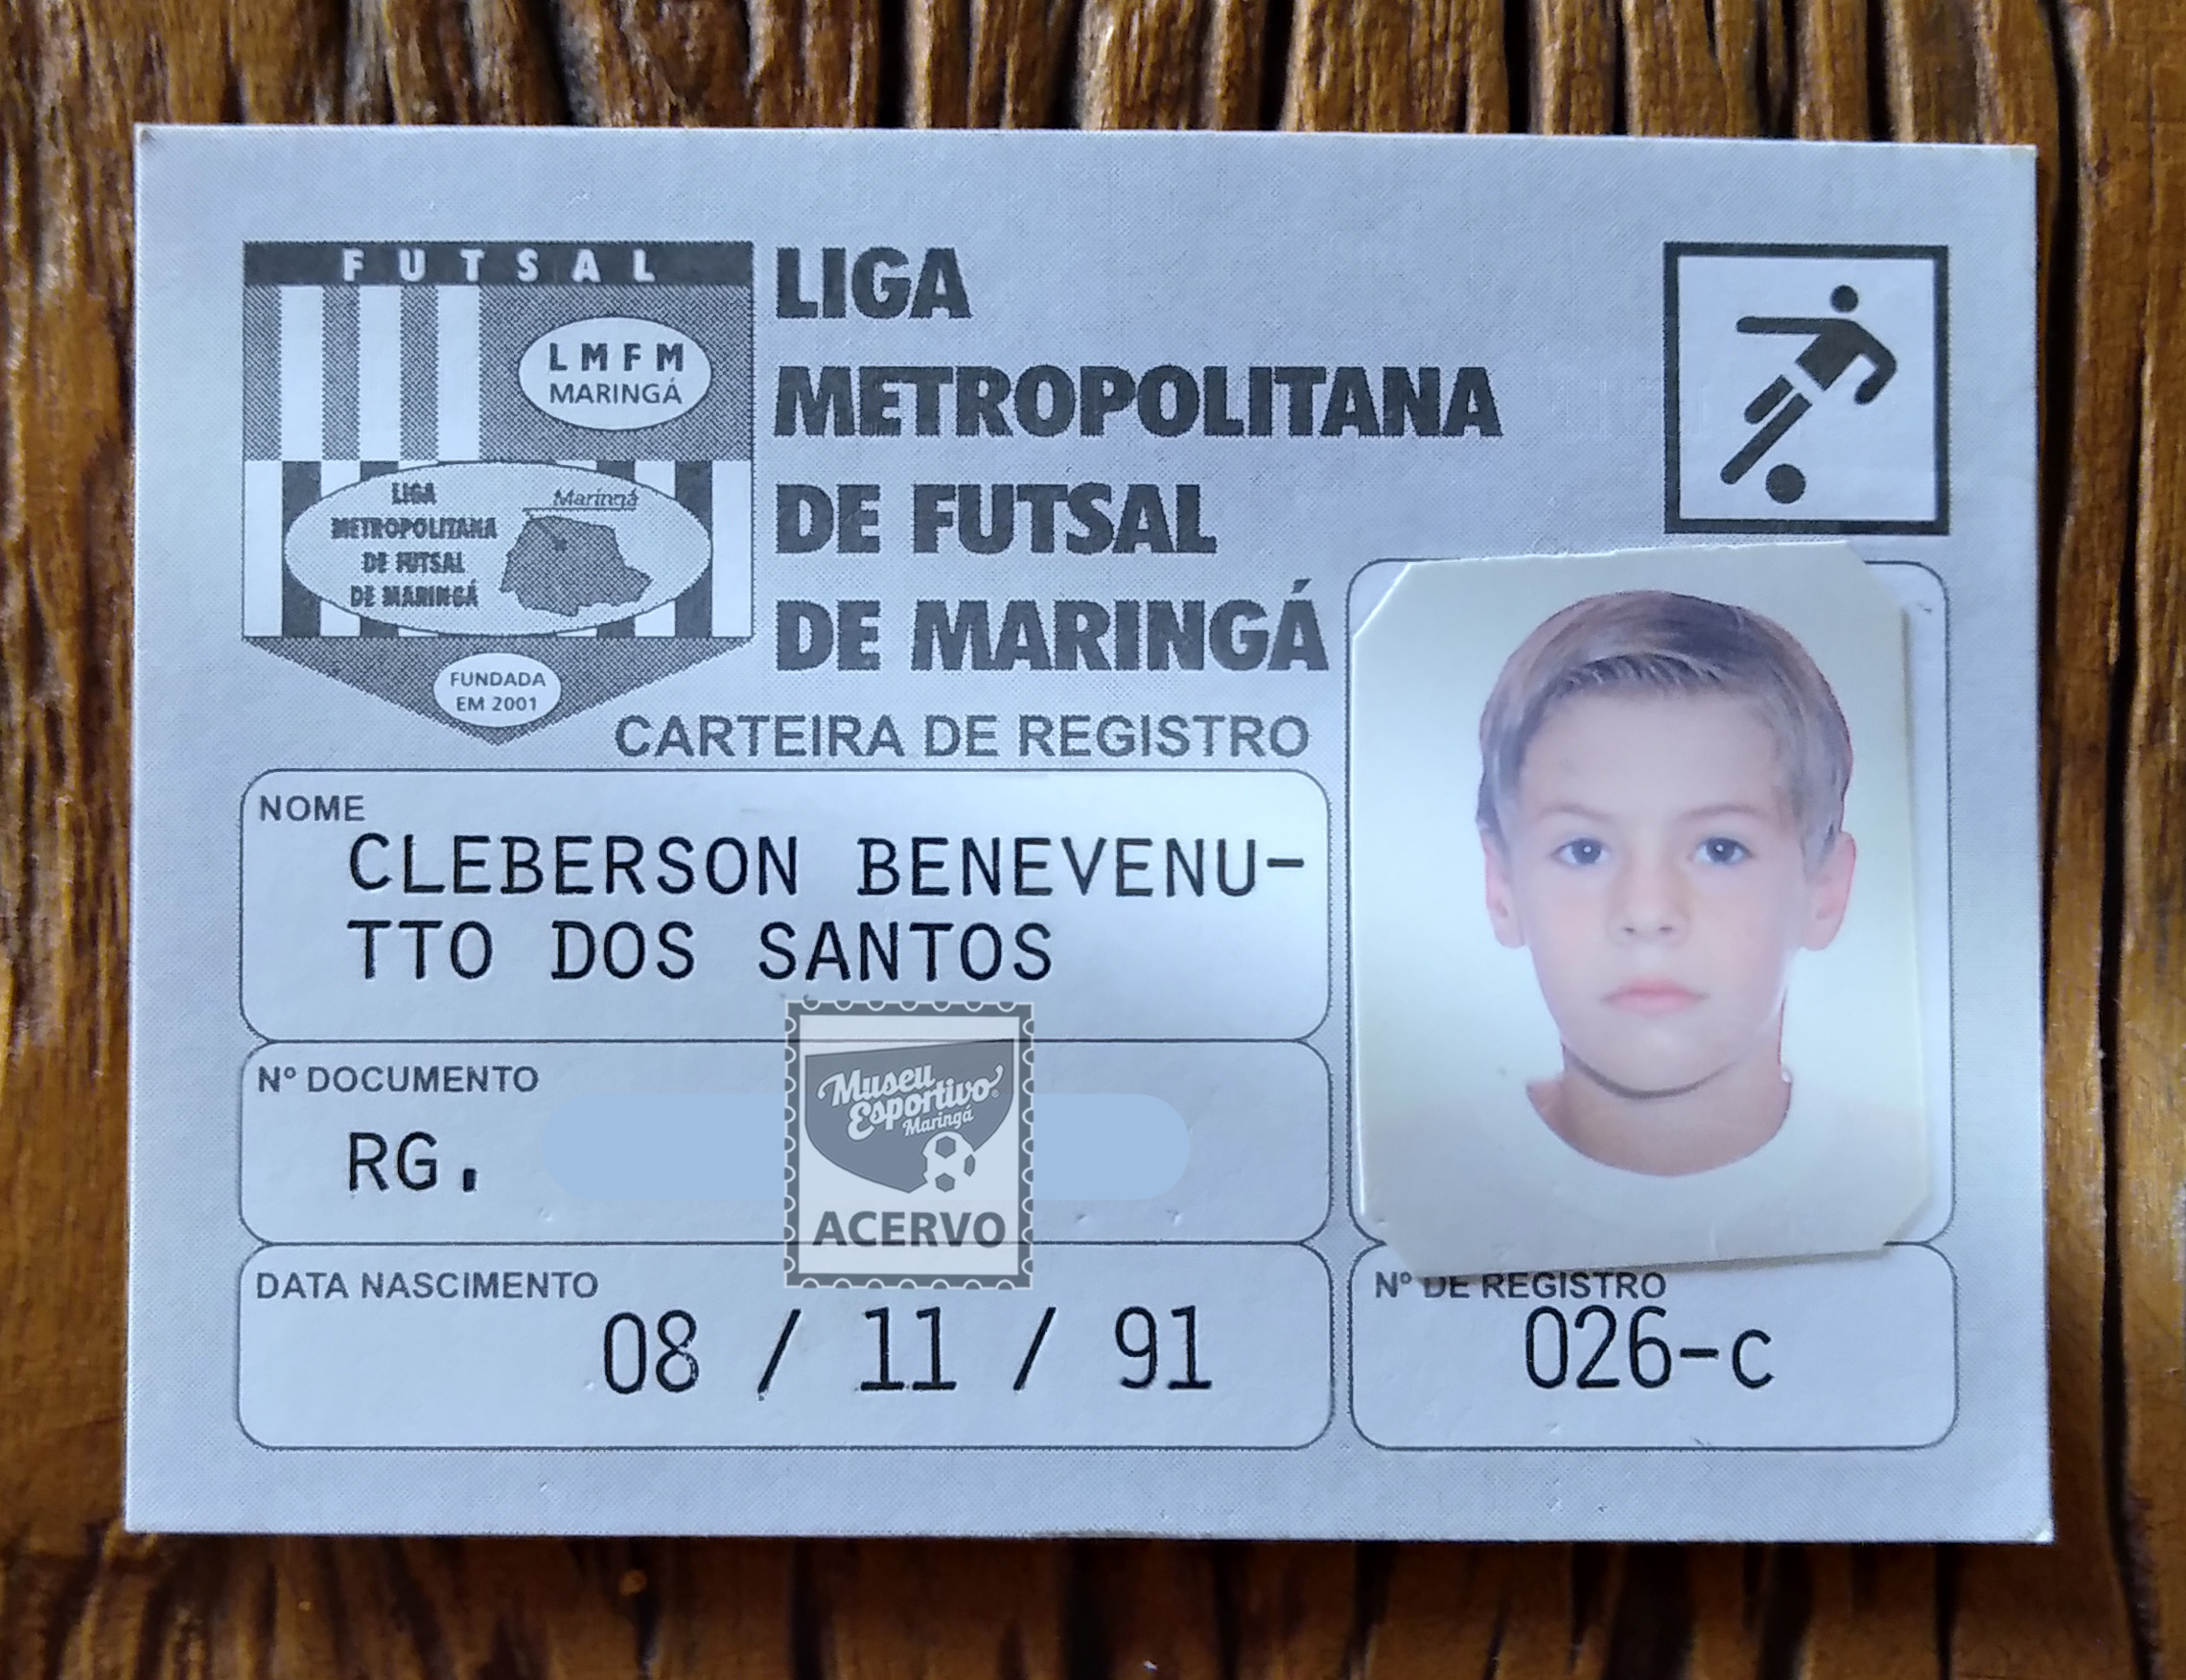 FUTSAL
LMFM
MARINGÁ
LIGA
METROPOLITANA
DE FUTSAL
DE MARINGÁ
Maringá
FUNDADA
EM 2001
LIGA
METROPOLITANA
DE FUTSAL
DE MARINGÁ
CARTEIRA DE REGISTRO
NOME
CLEBERSON BENEVENU-
TTO DOS SANTOS
Nº DOCUMENTO
RG.
Museu
Esportivo
Maringá
ACERVO
DATA NASCIMENTO
08 / 11 / 91
Nº DE REGISTRO
026-c